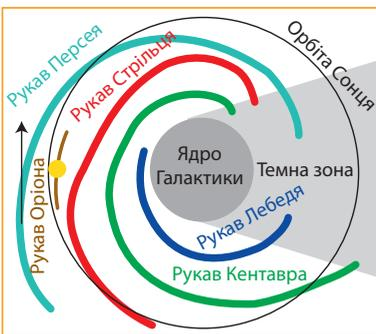 Рукав Персея
Рукав Стрільця
Орбіта Сонця
Рукав Оріона
Ядро
Галактики
Темна зона
Рукав Лебедя
Рукав Кентавра